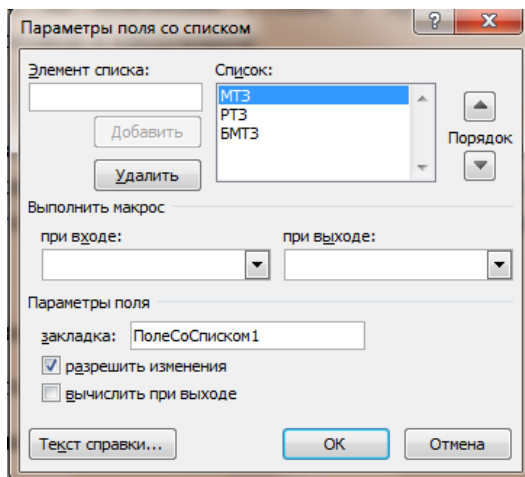 Параметры поля со списком
Элемент списка:
Список:
МТЗ
РТЗ
БМТЗ
Добавить
Порядок
Удалить
Выполнить макрос
при входе:
при выходе:
Параметры поля
закладка:
ПолеСоСписком1
разрешить изменения
вычислить при выходе
Текст справки...
ОК
Отмена